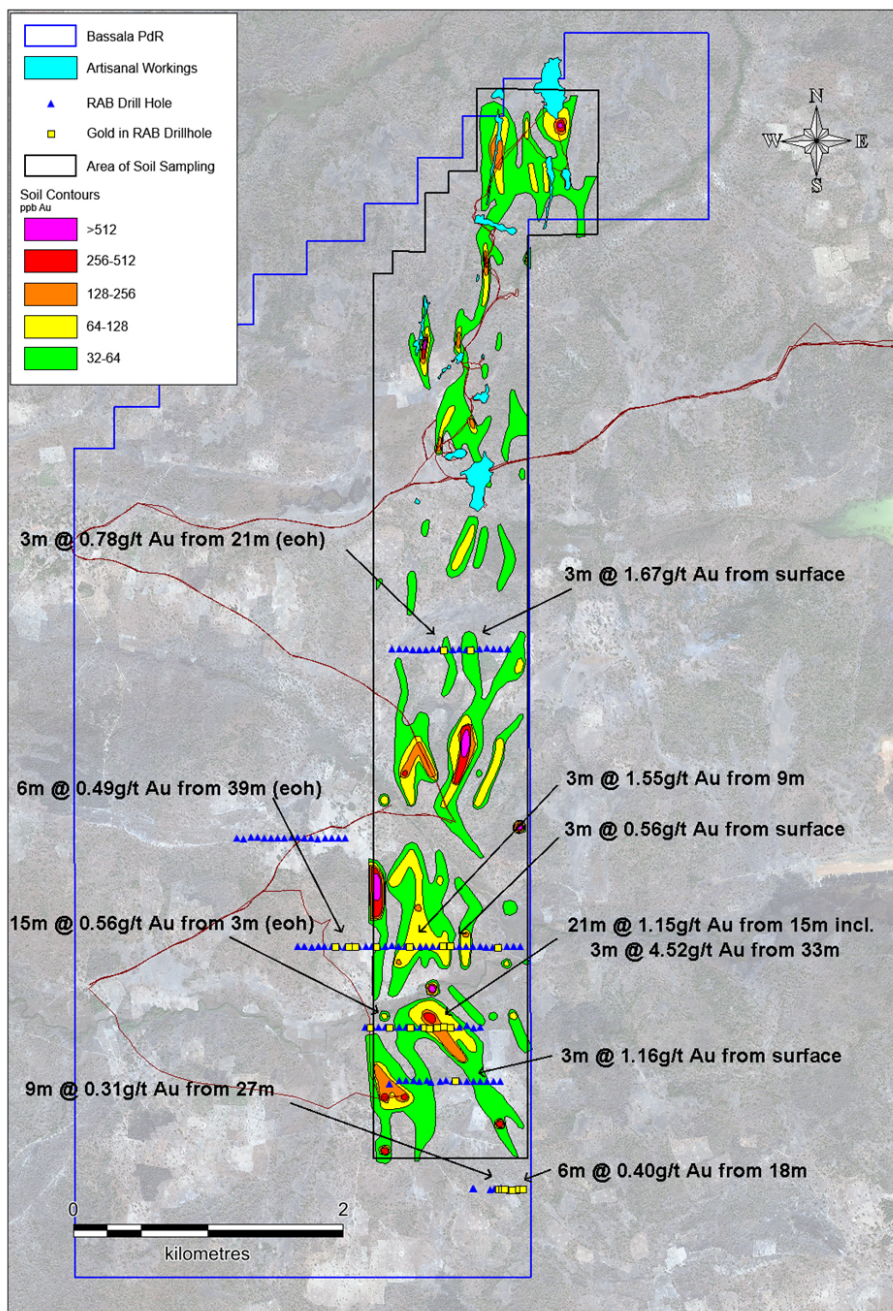 Bassala PdR
Artisanal Workings
RAB Drill Hole
Gold in RAB Drillhole
Area of Soil Sampling
Soil Contours
ppb Au
>512
256-512
128-256
64-128
32-64
N
W
E
S
3m @ 0.78g/t Au from 21m (eoh)
3m @ 1.67g/t Au from surface
6m @ 0.49g/t Au from 39m (eoh)
3m @ 1.55g/t Au from 9m
3m @ 0.56g/t Au from surface
15m @ 0.56g/t Au from 3m (eoh)
21m @ 1.15g/t Au from 15m incl.
3m @ 4.52g/t Au from 33m
3m @ 1.16g/t Au from surface
9m @ 0.31g/t Au from 27m
6m @ 0.40g/t Au from 18m
0
2
kilometres